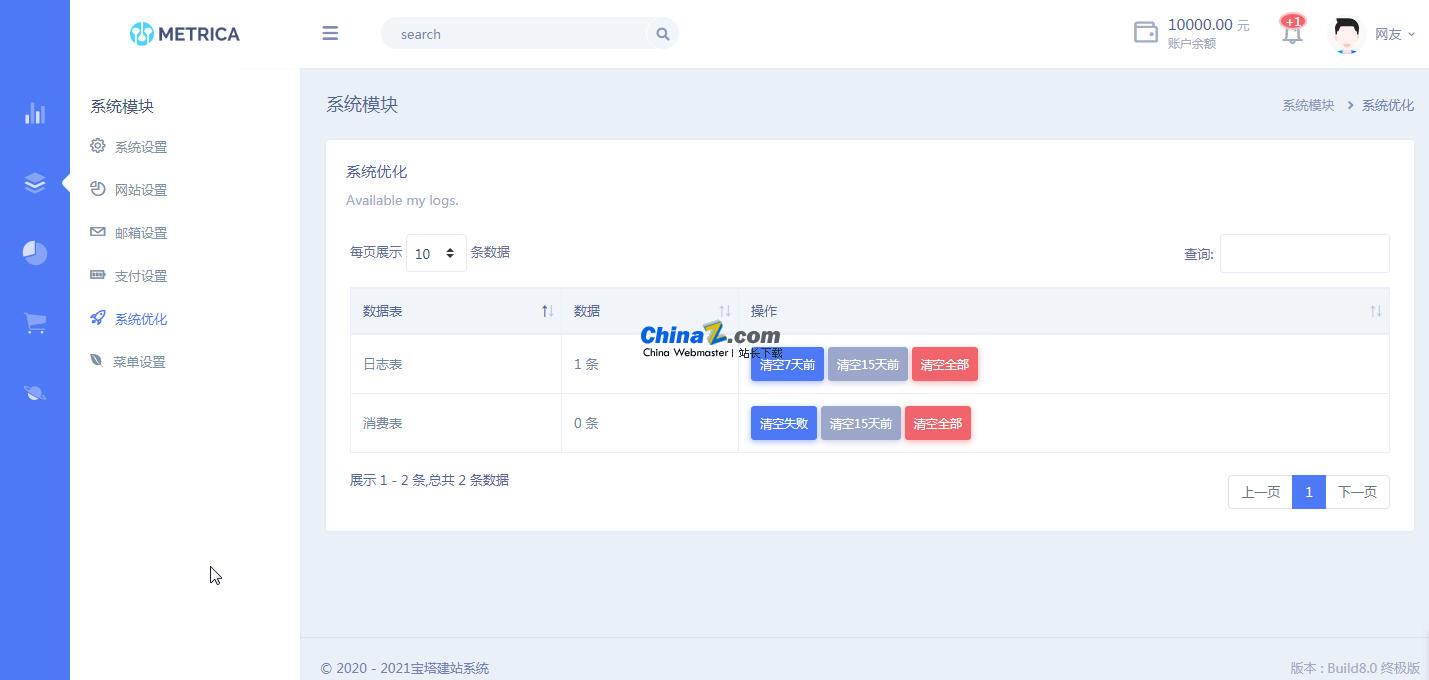 METRICA
search
10000.00 元
账户余额
+1
网友
系统模块
系统设置
网站设置
邮箱设置
支付设置
系统优化
菜单设置
系统模块
系统模块 > 系统优化
系统优化
Available my logs.
每页展示 10 条数据
查询:
数据表 数据 操作
ChinaZ.com
China Webmaster | 站长下载
日志表 1 条 清空7天前 清空15天前 清空全部
消费表 0 条 清空失败 清空15天前 清空全部
展示 1 - 2 条,总共 2 条数据
上一页 1 下一页
© 2020 - 2021宝塔建站系统
版本 : Build8.0 终极版